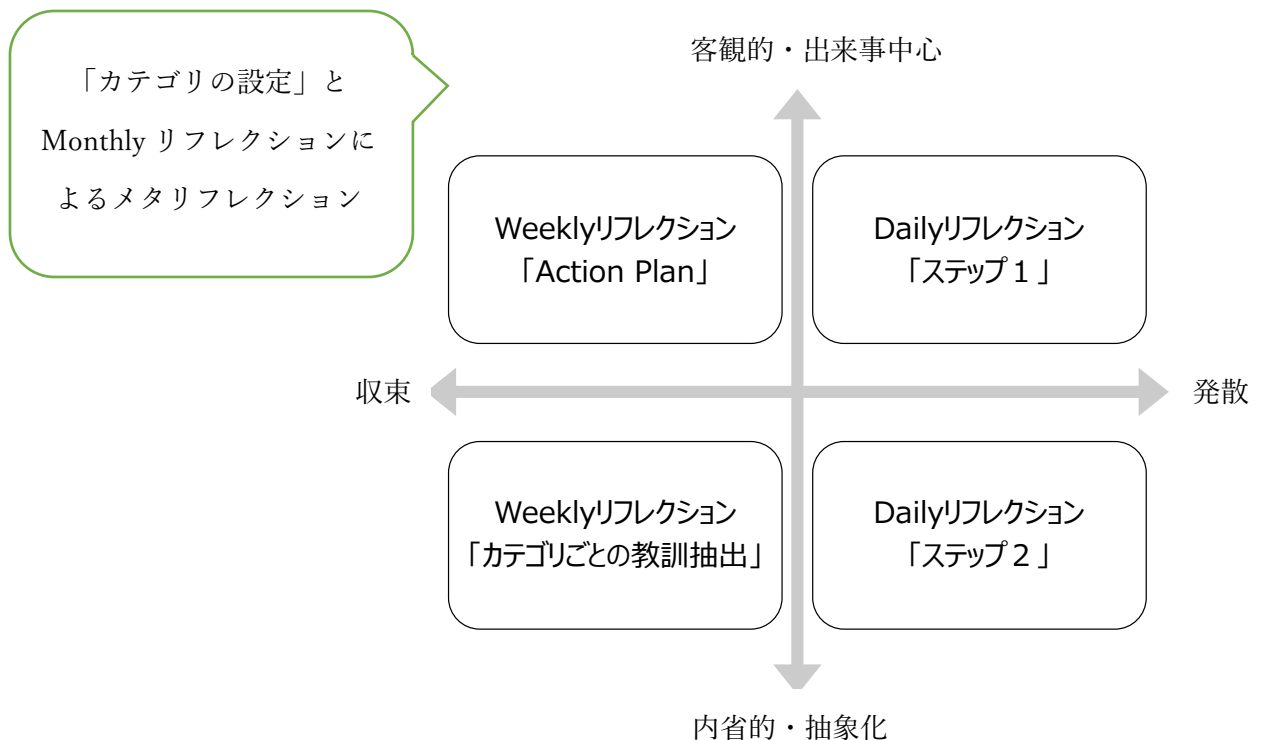 「カテゴリの設定」と
Monthly リフレクションに
よるメタリフレクション
客観的・出来事中心
Weeklyリフレクション
「Action Plan」
Dailyリフレクション
「ステップ１」
収束
発散
Weeklyリフレクション
「カテゴリごとの教訓抽出」
Dailyリフレクション
「ステップ２」
内省的・抽象化